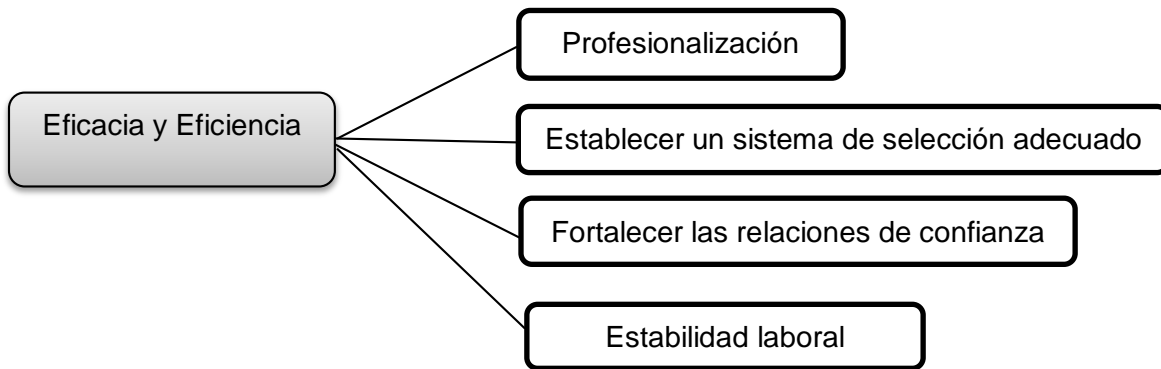 Profesionalización
Eficacia y Eficiencia
Establecer un sistema de selección adecuado
Fortalecer las relaciones de confianza
Estabilidad laboral